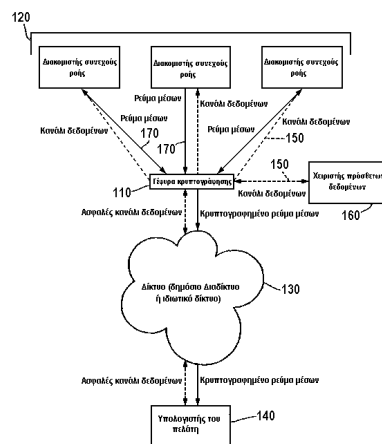 120
Διακομιστής συνεχούς
ροής
Διακομιστής συνεχούς
ροής
Διακομιστής συνεχούς
ροής
Κανάλι δεδομένων
Ρεύμα μέσων
170
Ρεύμα μέσων
170
Κανάλι
δεδομένων
Ρεύμα μέσων
150
Κανάλι δεδομένων
110
Γέφυρα κρυπτογράφησης
150
Κανάλι δεδομένων
Χειριστής πρόσθετων
δεδομένων
160
Ασφαλές κανάλι δεδομένων
Κρυπτογραφημένο ρεύμα μέσων
Δίκτυο (δημόσιο Διαδίκτυο
ή ιδιωτικό δίκτυο)
130
Ασφαλές κανάλι δεδομένων
Κρυπτογραφημένο ρεύμα μέσων
Υπολογιστής του
πελάτη
140